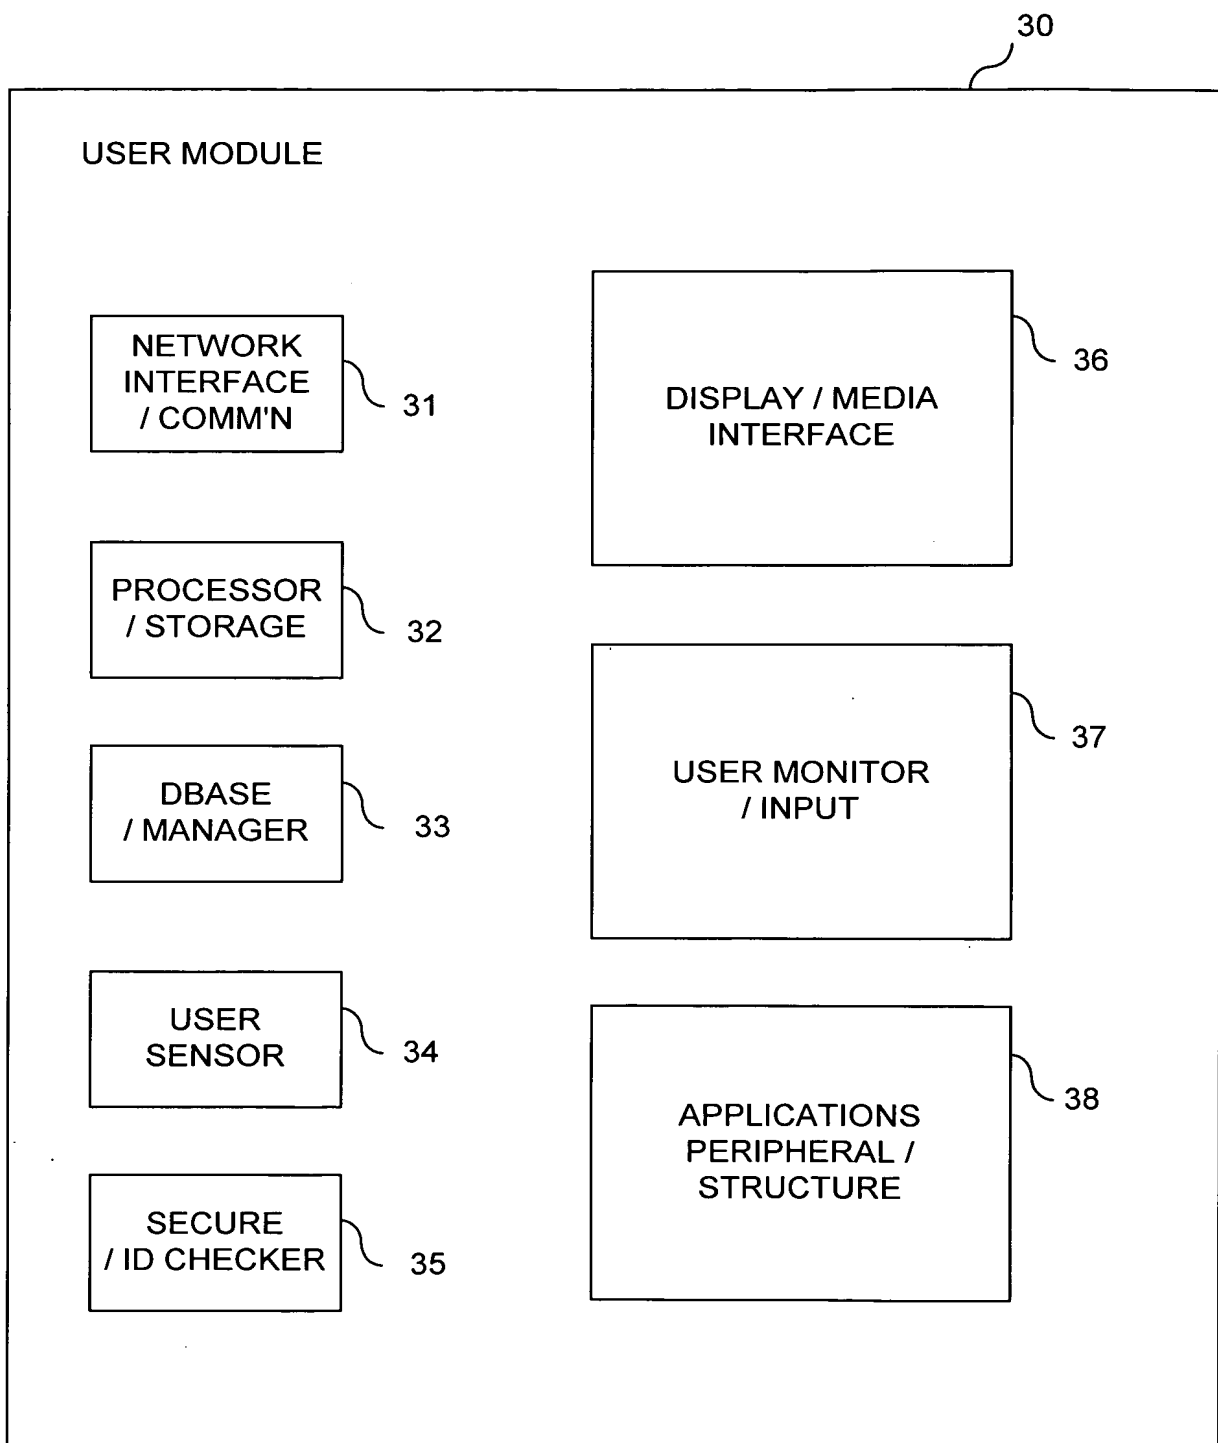 30
USER MODULE
NETWORK
INTERFACE
/ COMM'N
31
PROCESSOR
/ STORAGE
32
DBASE
/ MANAGER
33
USER
SENSOR
34
SECURE
/ ID CHECKER
35
DISPLAY / MEDIA
INTERFACE
36
USER MONITOR
/ INPUT
37
APPLICATIONS
PERIPHERAL /
STRUCTURE
38